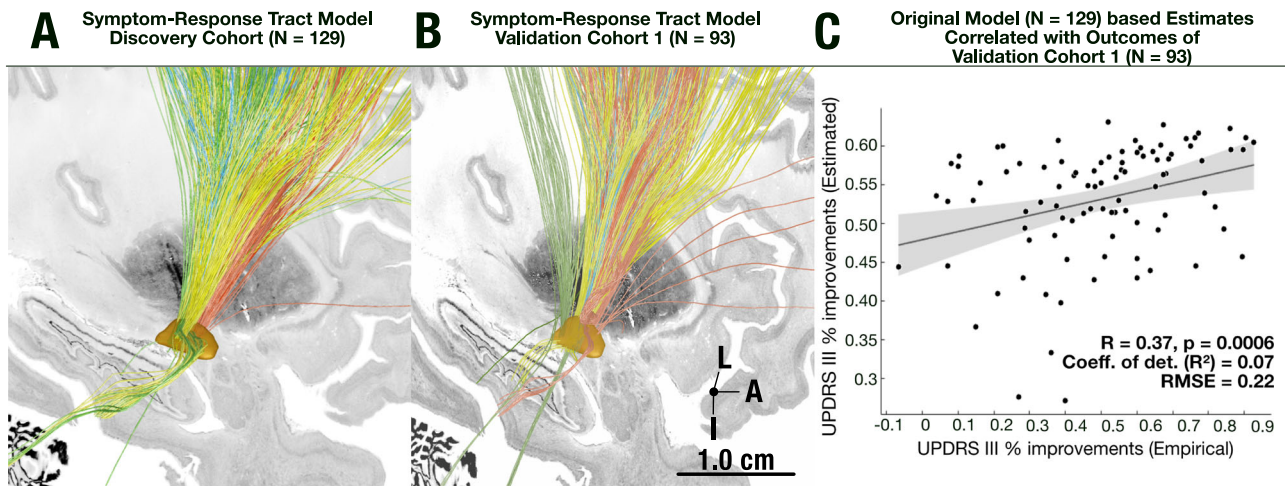 A
Symptom-Response Tract Model
Discovery Cohort (N = 129)
B
Symptom-Response Tract Model
Validation Cohort 1 (N = 93)
C
Original Model (N = 129) based Estimates
Correlated with Outcomes of
Validation Cohort 1 (N = 93)
L
A
I
1.0 cm
UPDRS III % improvements (Estimated)
0.60
0.55
0.50
0.45
0.40
0.35
0.3
R = 0.37, p = 0.0006
Coeff. of det. (R²) = 0.07
RMSE = 0.22
-0.1 0 0.1 0.2 0.3 0.4 0.5 0.6 0.7 0.8 0.9
UPDRS III % improvements (Empirical)